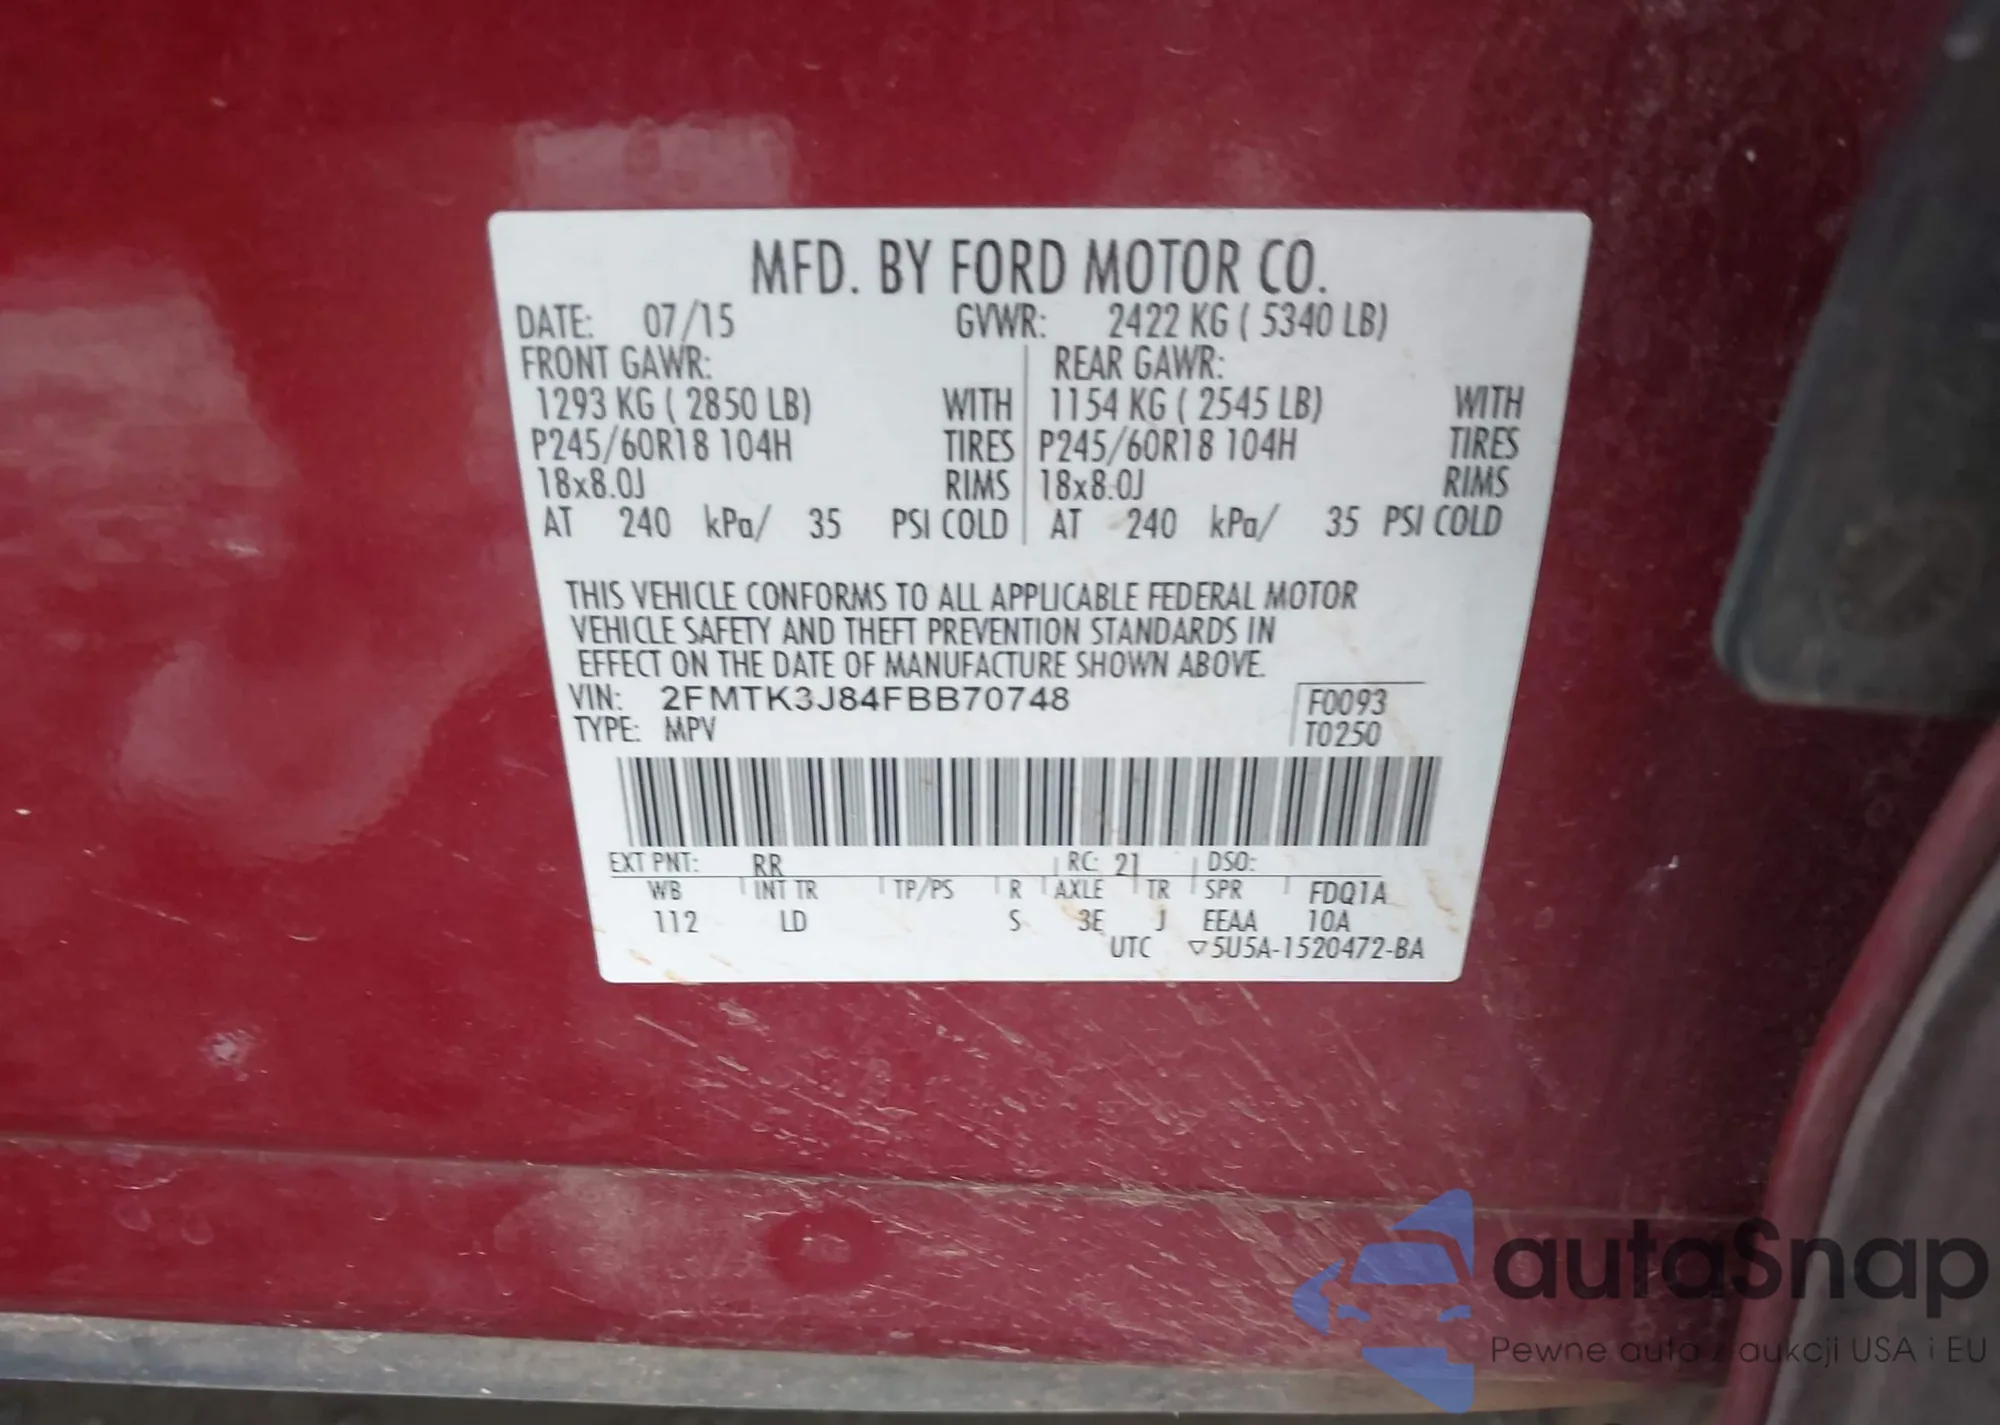 MFD. BY FORD MOTOR CO.
DATE: 07/15 GVWR: 2422 KG ( 5340 LB)
FRONT GAWR: REAR GAWR:
1293 KG ( 2850 LB) WITH 1154 KG ( 2545 LB) WITH
P245/60R18 104H TIRES P245/60R18 104H TIRES
18x8.0J RIMS 18x8.0J RIMS
AT 240 kPa/ 35 PSI COLD AT 240 kPa/ 35 PSI COLD
THIS VEHICLE CONFORMS TO ALL APPLICABLE FEDERAL MOTOR
VEHICLE SAFETY AND THEFT PREVENTION STANDARDS IN
EFFECT ON THE DATE OF MANUFACTURE SHOWN ABOVE.
VIN: 2FMTK3J84FBB70748 F0093
TYPE: MPV T0250
EXT PNT: RR RC: 21 DSO:
WB INT TR TP/PS R AXLE TR SPR FDQ1A
112 LD S 3E J EEAA 10A
UTC ▽5U5A-1520472-BA
autaSnap
Pewne auta z aukcji USA i EU